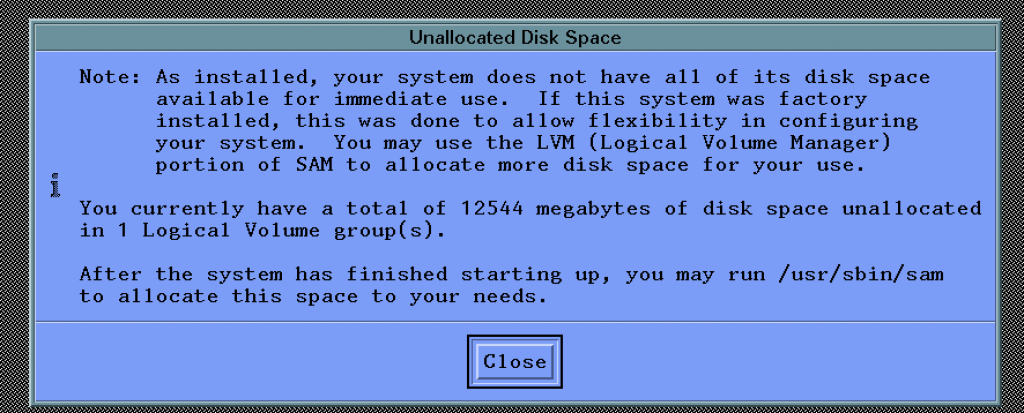 Unallocated Disk Space
Note: As installed, your system does not have all of its disk space
available for immediate use.  If this system was factory
installed, this was done to allow flexibility in configuring
your system.  You may use the LVM (Logical Volume Manager)
portion of SAM to allocate more disk space for your use.
You currently have a total of 12544 megabytes of disk space unallocated
in 1 Logical Volume group(s).
After the system has finished starting up, you may run /usr/sbin/sam
to allocate this space to your needs.
Close